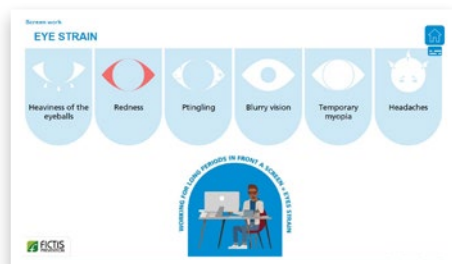 Screen work
EYE STRAIN
Heaviness of the
eyeballs
Redness
Ptingling
Blurry vision
Temporary
myopia
Headaches
WORKING FOR LONG PERIODS IN FRONT A SCREEN = EYES STRAIN
FICTIS